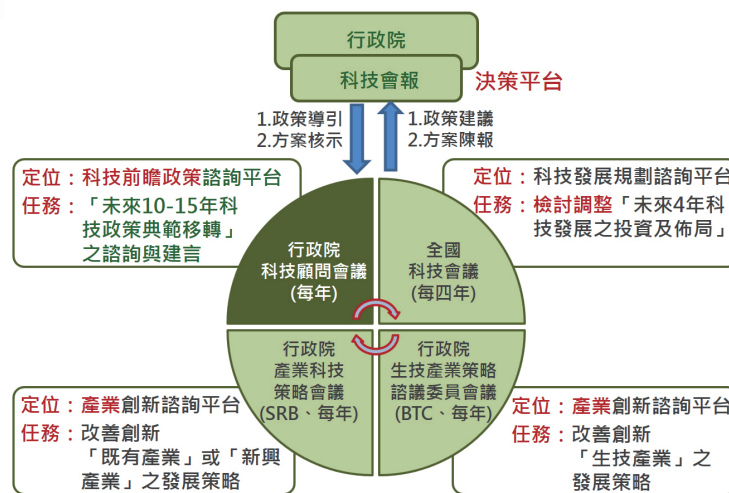 行政院
科技會報
決策平台
1.政策導引
2.方案核示
1.政策建議
2.方案陳報
定位：科技前瞻政策諮詢平台
任務：「未來10-15年科
技政策典範移轉」
之諮詢與建言
定位：科技發展規劃諮詢平台
任務：檢討調整「未來4年科
技發展之投資及佈局」
行政院
科技顧問會議
(每年)
全國
科技會議
(每四年)
行政院
產業科技
策略會議
(SRB、每年)
行政院
生技產業策略
諮議委員會議
(BTC、每年)
定位：產業創新諮詢平台
任務：改善創新
「既有產業」或「新興
產業」之發展策略
定位：產業創新諮詢平台
任務：改善創新
「生技產業」之
發展策略